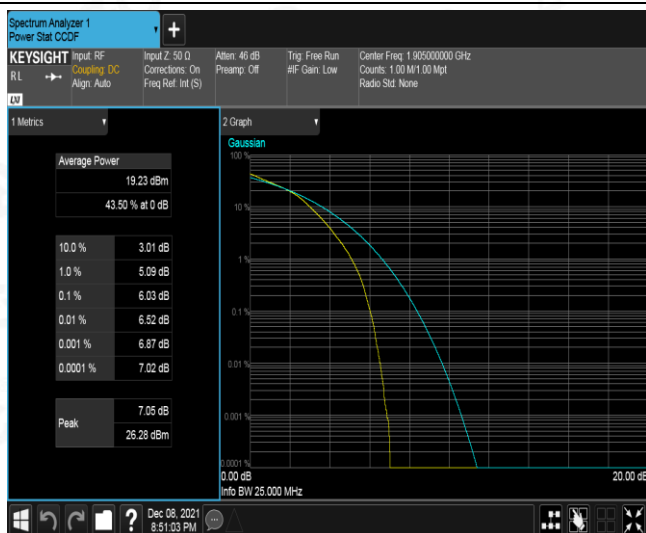 Spectrum Analyzer 1
Power Stat CCDF
KEYSIGHT
RL
LXI
Input: RF
Coupling: DC
Align: Auto
Input Z: 50 Ω
Corrections: On
Freq Ref: Int (S)
Atten: 46 dB
Preamp: Off
Trig: Free Run
#IF Gain: Low
Center Freq: 1.905000000 GHz
Counts: 1.00 M/1.00 Mpt
Radio Std: None
1 Metrics
Average Power
19.23 dBm
43.50 % at 0 dB
10.0 % 3.01 dB
1.0 % 5.09 dB
0.1 % 6.03 dB
0.01 % 6.52 dB
0.001 % 6.87 dB
0.0001 % 7.02 dB
Peak
7.05 dB
26.28 dBm
2 Graph
Gaussian
100 %
10 %
1 %
0.1 %
0.01 %
0.001 %
0.0001 %
0.00 dB
20.00 dB
Info BW 25.000 MHz
Dec 08, 2021
8:51:03 PM